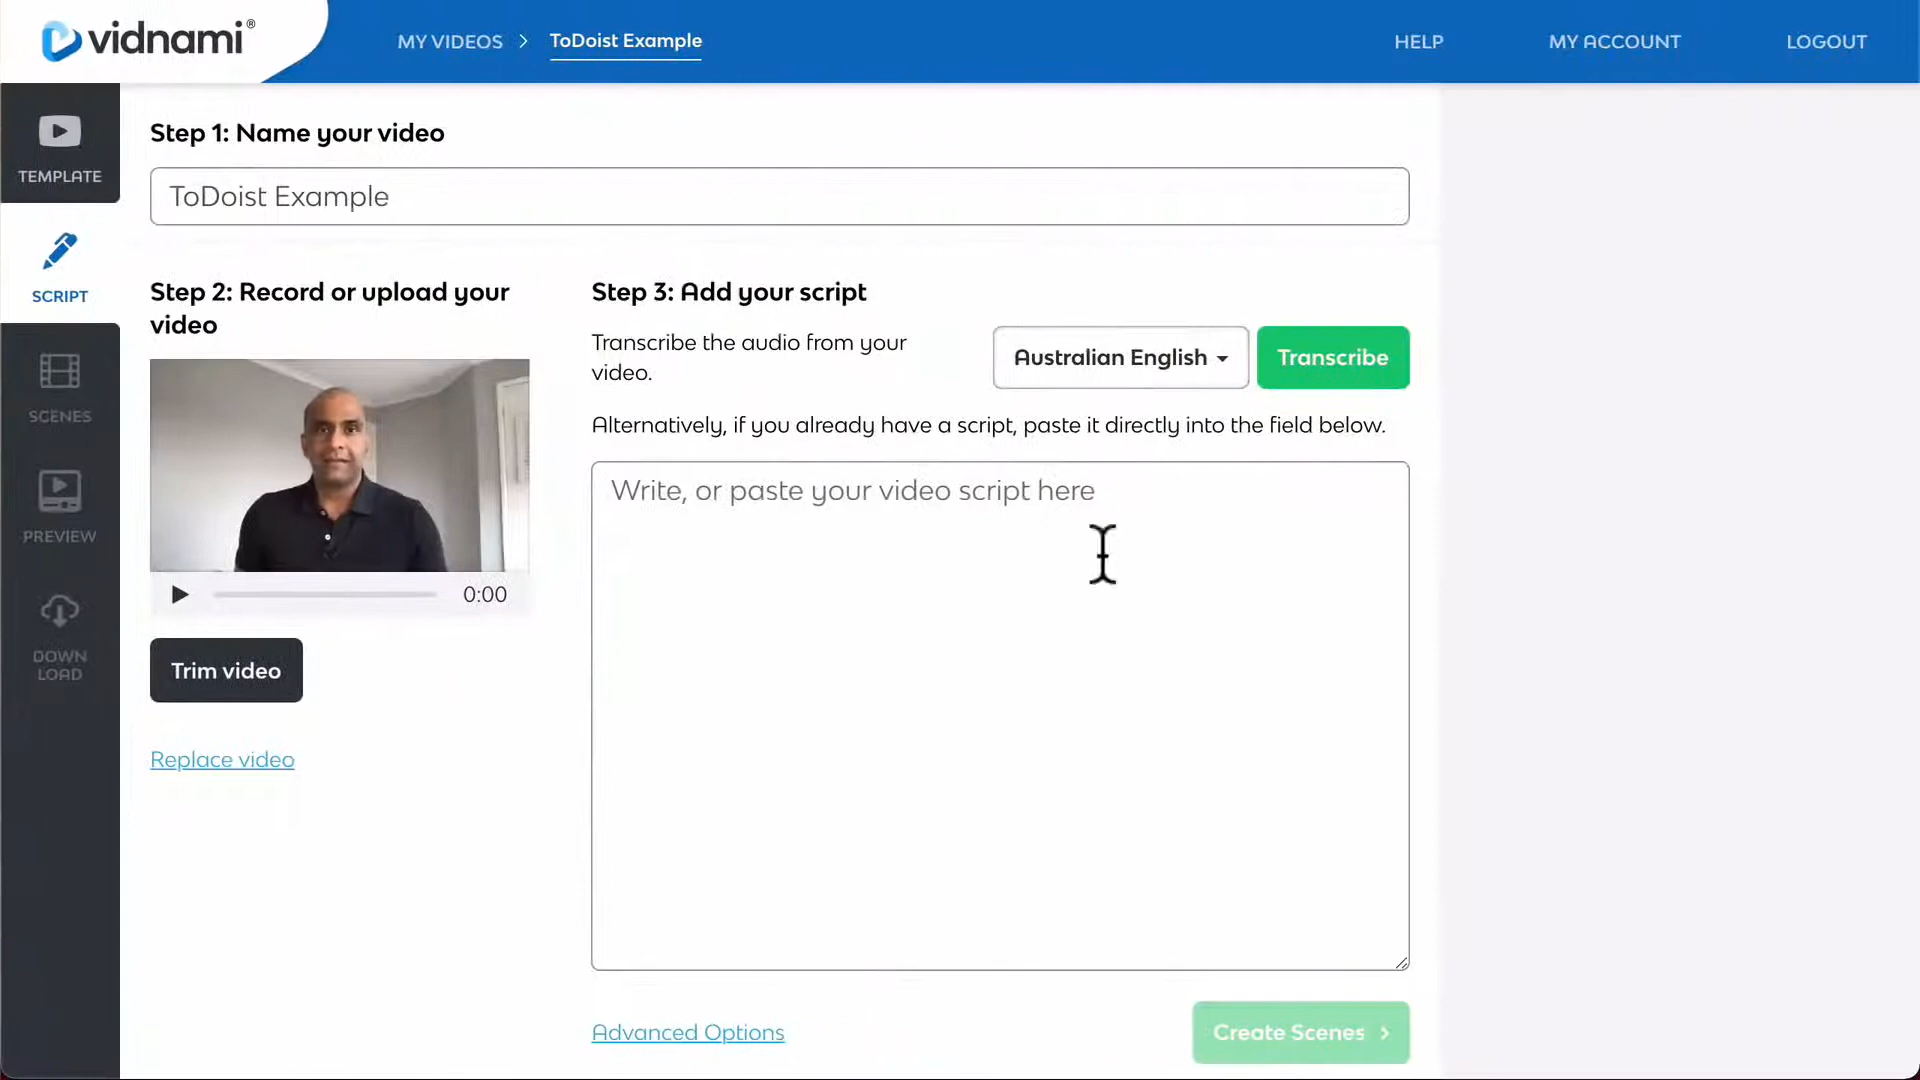 vidnami®
MY VIDEOS > ToDoist Example
HELP
MY ACCOUNT
LOGOUT
TEMPLATE
SCRIPT
SCENES
PREVIEW
DOWN
LOAD
Step 1: Name your video
ToDoist Example
Step 2: Record or upload your
video
0:00
Trim video
Replace video
Step 3: Add your script
Transcribe the audio from your
video.
Australian English
Transcribe
Alternatively, if you already have a script, paste it directly into the field below.
Write, or paste your video script here
Advanced Options
Create Scenes >